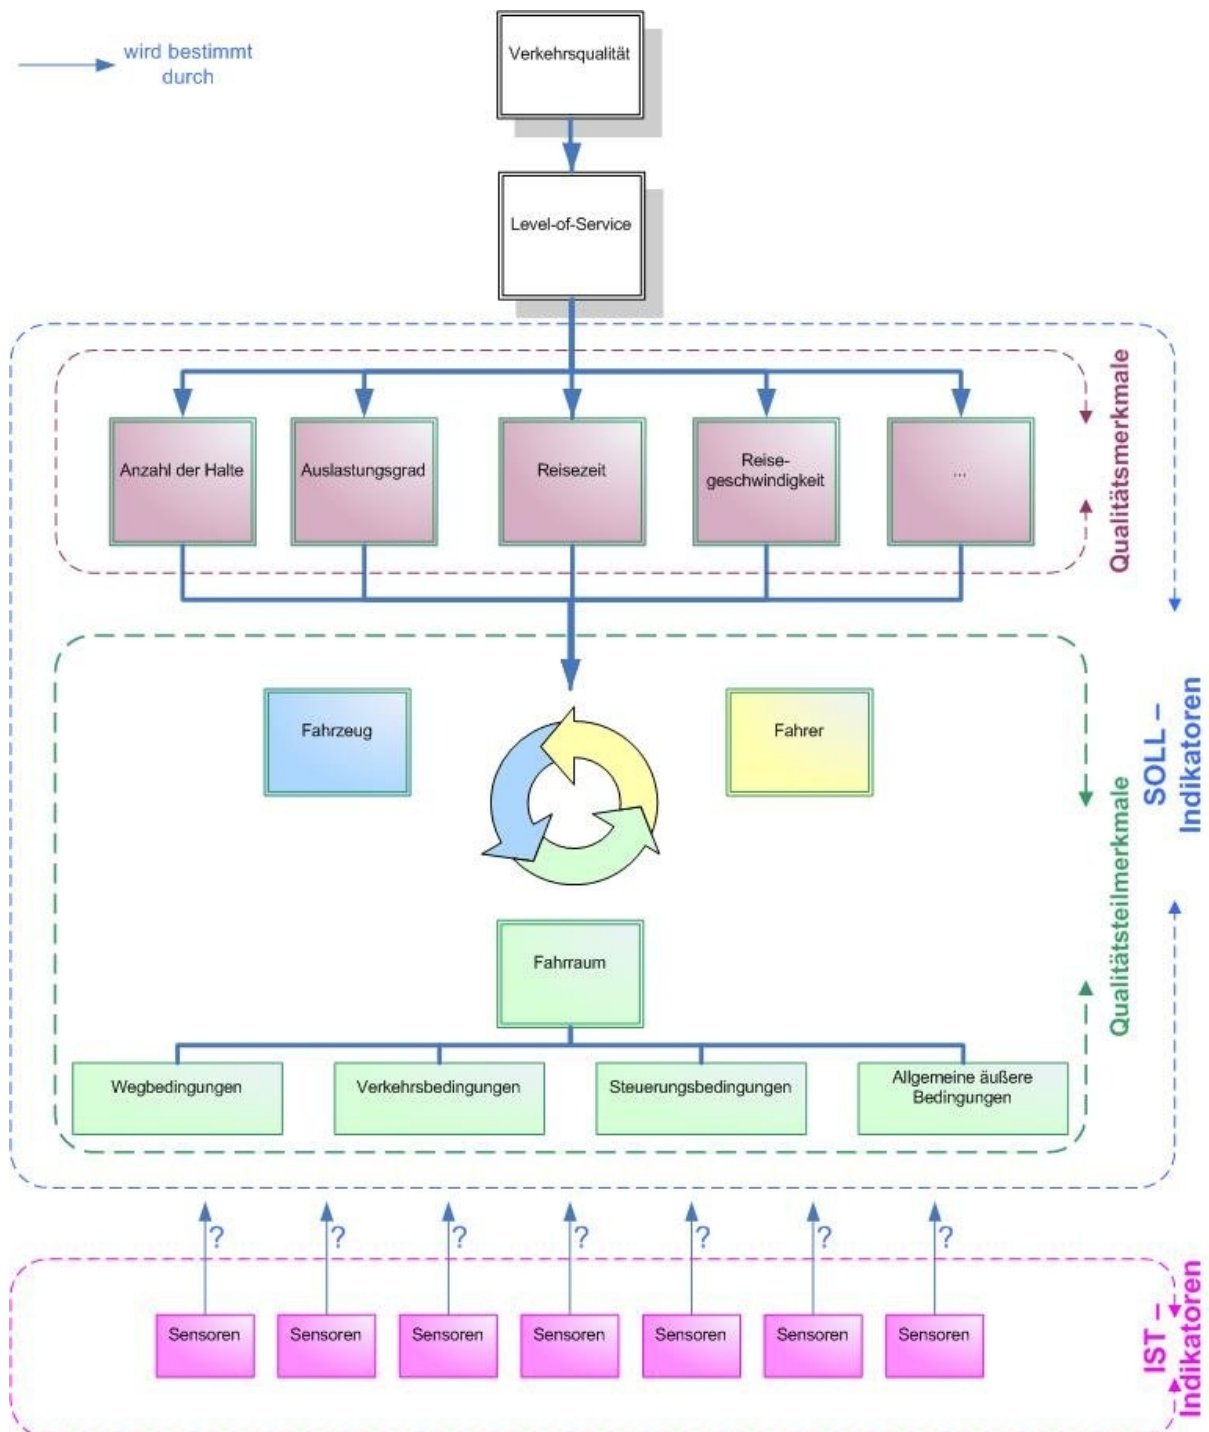 wird bestimmt
durch
Verkehrsqualität
Level-of-Service
Anzahl der Halte
Auslastungsgrad
Reisezeit
Reise-
geschwindigkeit
...
Qualitätsmerkmale
Fahrzeug
Fahrer
Fahrraum
Wegbedingungen
Verkehrsbedingungen
Steuerungsbedingungen
Allgemeine äußere
Bedingungen
Qualitätsteilmerkmale
SOLL –
Indikatoren
?
?
?
?
?
?
?
Sensoren
Sensoren
Sensoren
Sensoren
Sensoren
Sensoren
Sensoren
IST –
Indikatoren